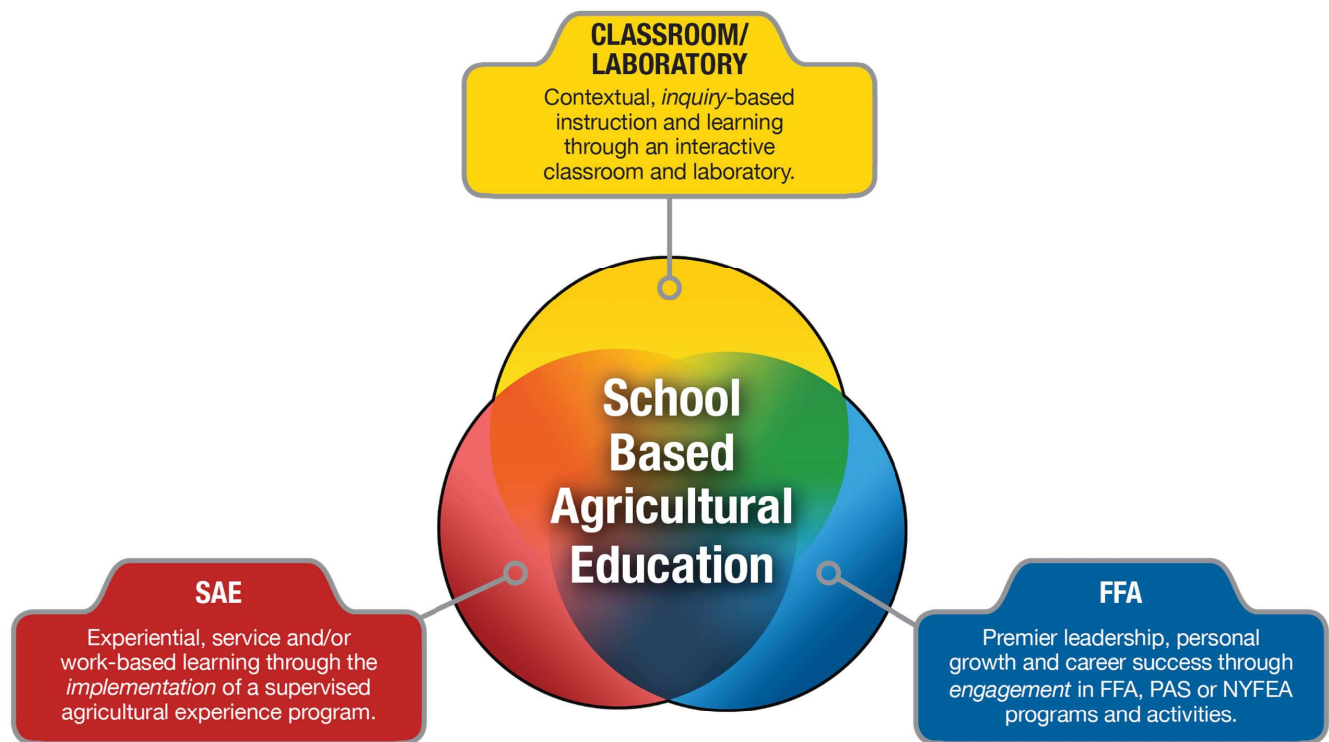 CLASSROOM/
LABORATORY
Contextual, inquiry-based
instruction and learning
through an interactive
classroom and laboratory.
School
Based
Agricultural
Education
SAE
Experiential, service and/or
work-based learning through the
implementation of a supervised
agricultural experience program.
FFA
Premier leadership, personal
growth and career success through
engagement in FFA, PAS or NYFEA
programs and activities.